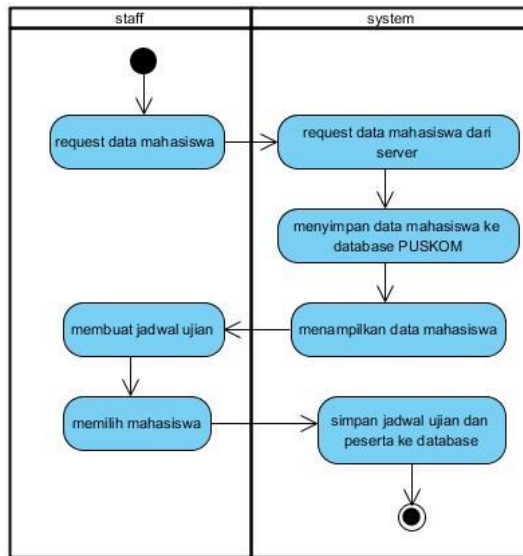 staff
system
request data mahasiswa
request data mahasiswa dari
server
menyimpan data mahasiswa ke
database PUSKOM
membuat jadwal ujian
menampilkan data mahasiswa
memilih mahasiswa
simpan jadwal ujian dan
peserta ke database